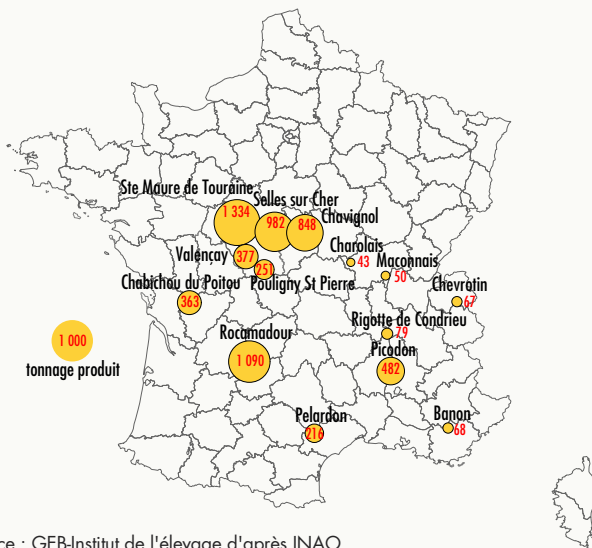 Ste Maure de Touraine
1 334
Selles sur Cher
982
Chavignol
848
Valençay
377
Charolais
43
Maconnais
50
251
Pouligny St Pierre
Chabichou du Poitou
363
Chevrotin
67
Rigotte de Condrieu
79
Rocamadour
1 090
Picodon
482
1 000
tonnage produit
Pelardon
216
Banon
68
ce : GEB-Institut de l'élevage d'après INAO